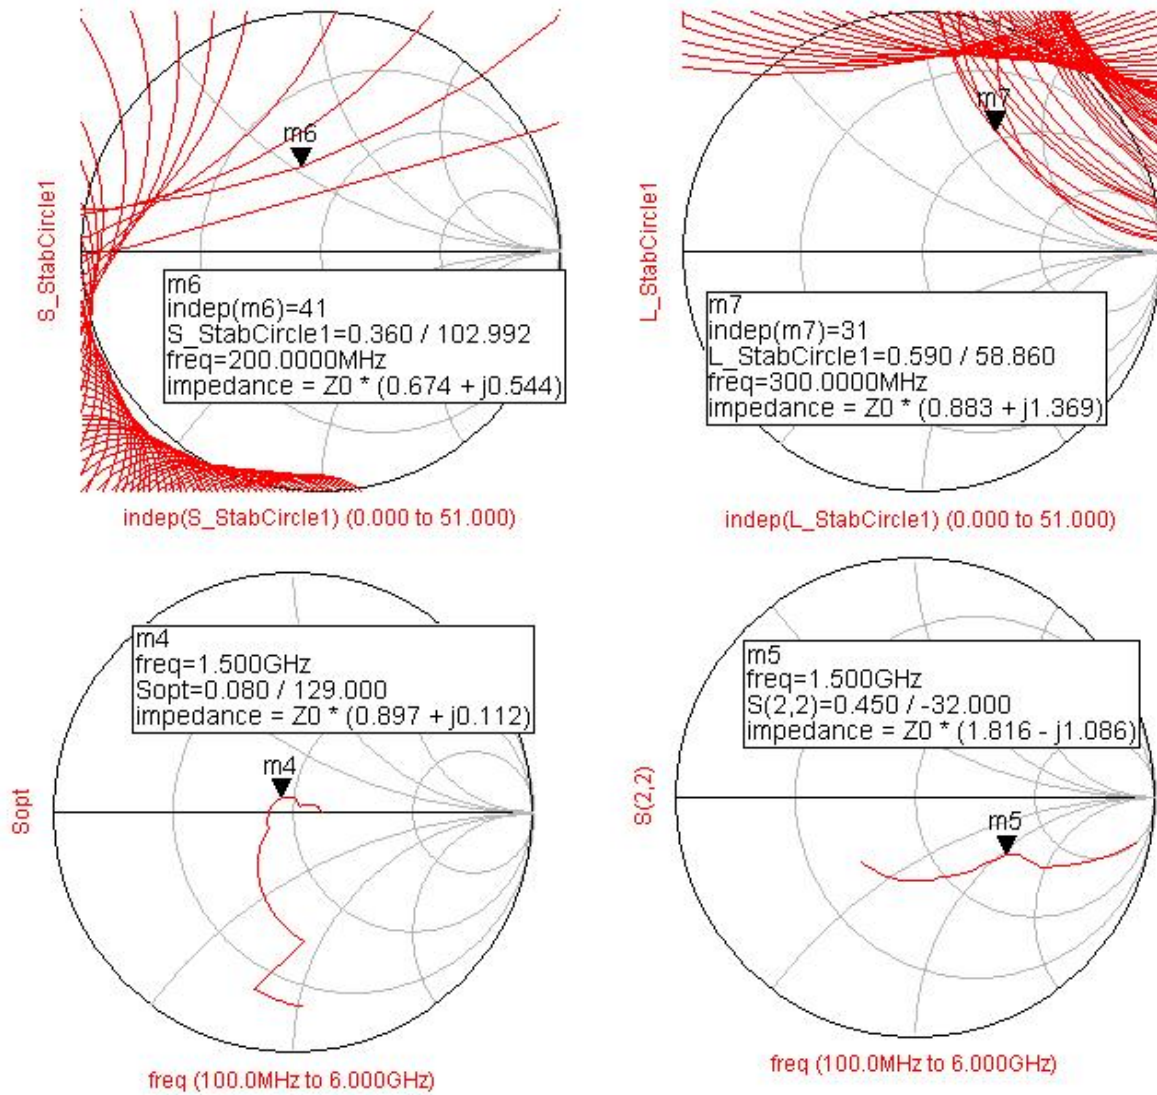 m6
S_StabCircle1
m6
indep(m6)=41
S_StabCircle1=0.360 / 102.992
freq=200.0000MHz
impedance = Z0 * (0.674 + j0.544)
indep(S_StabCircle1) (0.000 to 51.000)
m7
L_StabCircle1
m7
indep(m7)=31
L_StabCircle1=0.590 / 58.860
freq=300.0000MHz
impedance = Z0 * (0.883 + j1.369)
indep(L_StabCircle1) (0.000 to 51.000)
m4
freq=1.500GHz
Sopt=0.080 / 129.000
impedance = Z0 * (0.897 + j0.112)
m4
Sopt
freq (100.0MHz to 6.000GHz)
m5
freq=1.500GHz
S(2,2)=0.450 / -32.000
impedance = Z0 * (1.816 - j1.086)
m5
S(2,2)
freq (100.0MHz to 6.000GHz)